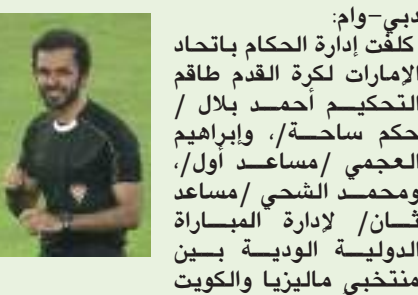 دبي-وام:
كلفت إدارة الحكام باتحاد
الإمارات لكرة القدم طاقم
التحكيم أحمد بلال /
حكم ساحة/، وإبراهيم
العجمي /مساعد أول/،
ومحمد الشحي /مساعد
ثان/ لإدارة المباراة
الدولية الودية بين
منتخبي ماليزيا والكويت